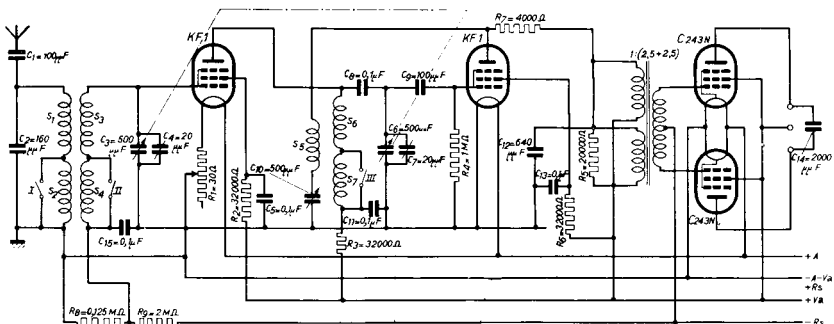 R7=4000Ω
KF1
KF1
C243N
C1=100μμF
1:(2,5+2,5)
C8=0,1μF
C9=100μμF
S1
S3
C3=500
μμF
C4=20
μμF
S6
C6=500μμF
C2=160
μμF
S5
C7=20μμF
R4=1MΩ
C12=640
μμF
R5=20000Ω
C14=2000
μμF
C10=500μμF
I
S2
S4
II
R1=30Ω
R2=32000Ω
C5=0,1μF
S7
III
C13=0,1μF
C15=0,1μF
C11=0,1μF
R6=32000Ω
C243N
R3=32000Ω
+A
-A-Va
+Rs
+Va
R8=0,125MΩ
R9=2MΩ
-Rs